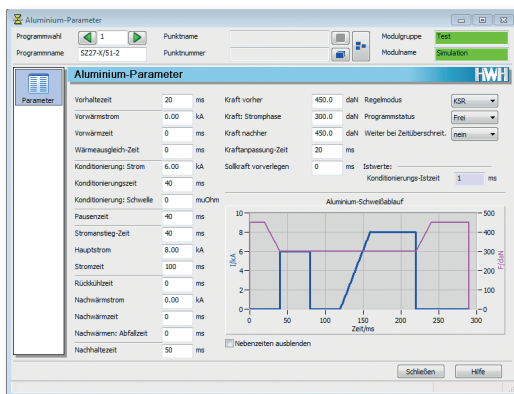 Aluminium-Parameter
Programmwahl 1 Punktname Modulgruppe Test
Programmname SZ27-X/51-2 Punktnummer Modulname Simulation
Parameter
Aluminium-Parameter HWH
Vorhaltezeit 20 ms Kraft vorher 450.0 daN Regelmodus KSR
Vorwärmstrom 0.00 kA Kraft: Stromphase 300.0 daN Programmstatus Frei
Vorwärmzeit 0 ms Kraft nachher 450.0 daN Weiter bei Zeitüberschreit. nein
Wärmeausgleich-Zeit 0 ms Kraftanpassung-Zeit 20 ms
Konditionierung: Strom 6.00 kA Sollkraft vorverlegen 0 ms Istwerte:
Konditionierungszeit 40 ms Konditionierungs-Istzeit 1 ms
Konditionierung: Schwelle 0 muOhm
Pausenzeit 40 ms
Stromanstieg-Zeit 40 ms
Hauptstrom 8.00 kA
Stromzeit 100 ms
Rückkühlzeit 0 ms
Nachwärmstrom 0.00 kA
Nachwärmzeit 0 ms
Nachwärmen: Abfallzeit 0 ms
Nachhaltezeit 50 ms
Aluminium-Schweißablauf
10 500
8 400
6 300
4 200
2 100
0 0
I/kA F/daN
0 50 100 150 200 250 300
Zeit/ms
Nebenzeiten ausblenden
Schließen Hilfe